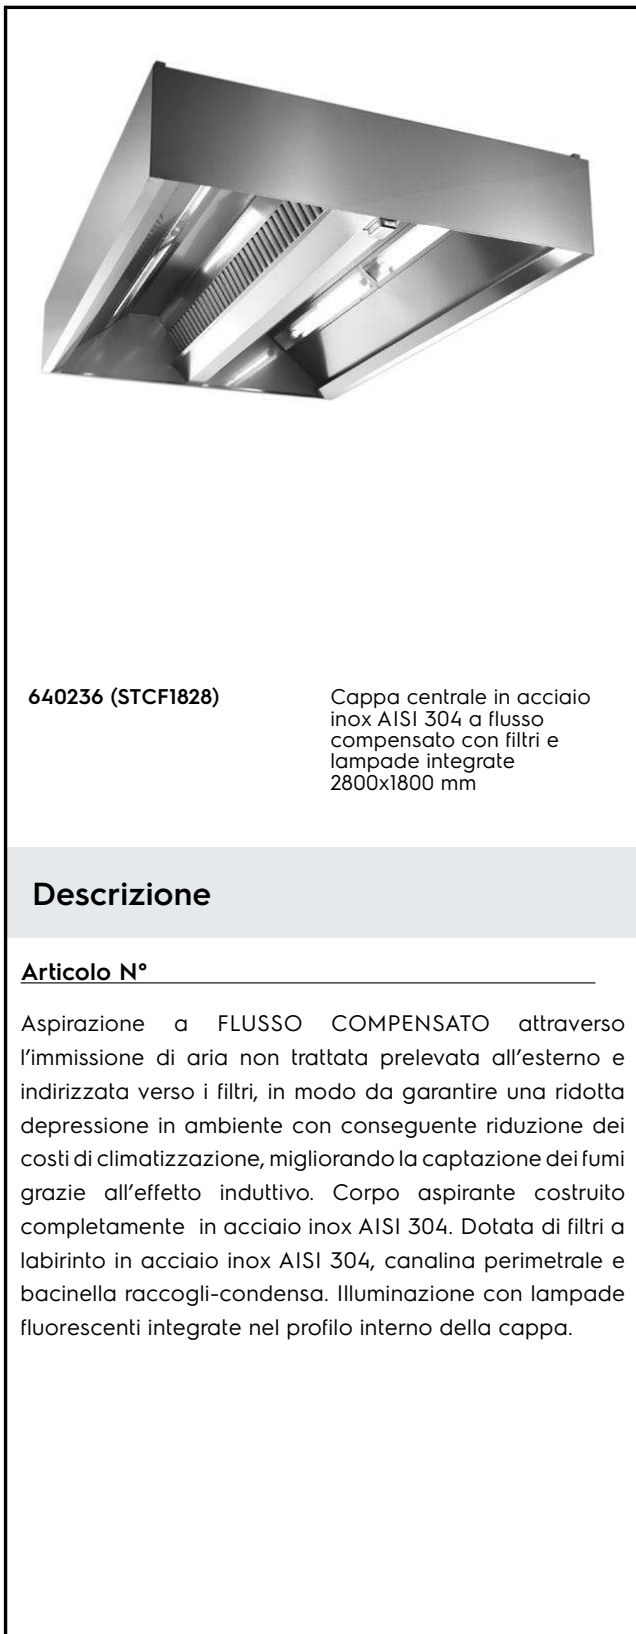 640236 (STCF1828)
Cappa centrale in acciaio
inox AISI 304 a flusso
compensato con filtri e
lampade integrate
2800x1800 mm
Descrizione
Articolo N°
Aspirazione a FLUSSO COMPENSATO attraverso
l'immissione di aria non trattata prelevata all'esterno e
indirizzata verso i filtri, in modo da garantire una ridotta
depressione in ambiente con conseguente riduzione dei
costi di climatizzazione, migliorando la captazione dei fumi
grazie all'effetto induttivo. Corpo aspirante costruito
completamente in acciaio inox AISI 304. Dotata di filtri a
labirinto in acciaio inox AISI 304, canalina perimetrale e
bacinella raccogli-condensa. Illuminazione con lampade
fluorescenti integrate nel profilo interno della cappa.